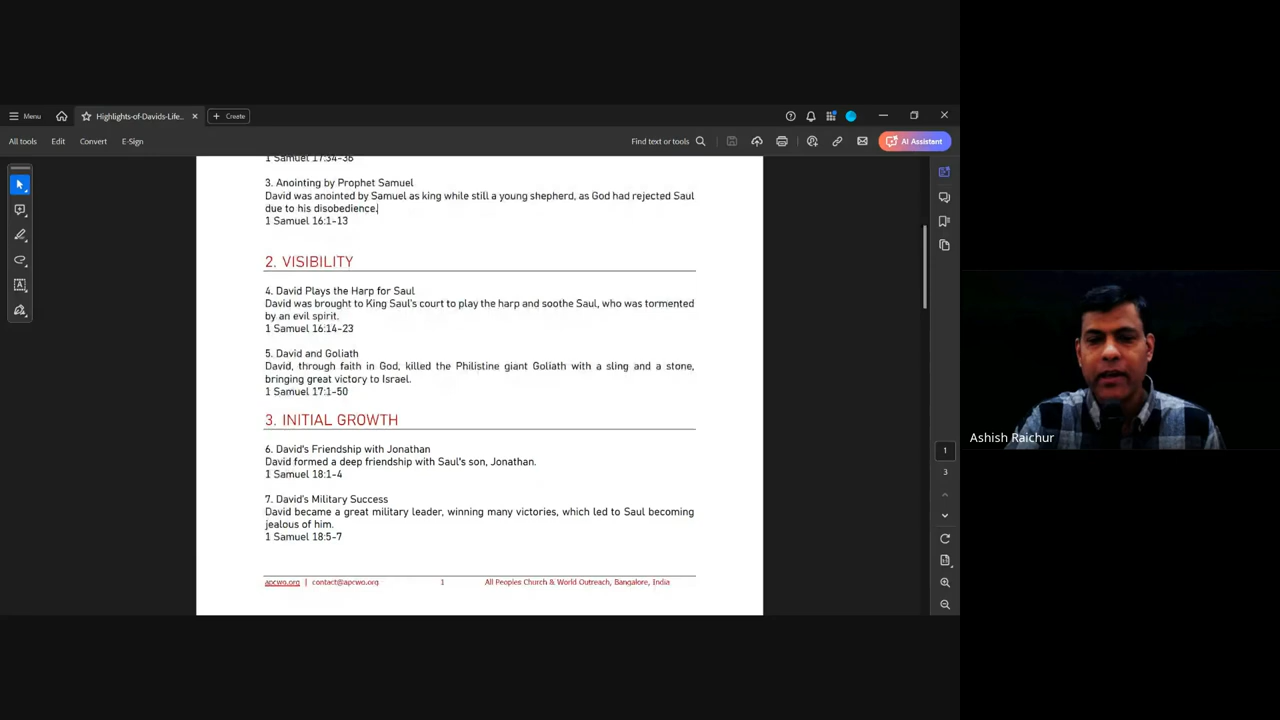 Menu
Highlights-of-Davids-Life...
Create
All tools
Edit
Convert
E-Sign
Find text or tools
AI Assistant
1 Samuel 17:34-36
3. Anointing by Prophet Samuel
David was anointed by Samuel as king while still a young shepherd, as God had rejected Saul
due to his disobedience.
1 Samuel 16:1-13
2. VISIBILITY
4. David Plays the Harp for Saul
David was brought to King Saul's court to play the harp and soothe Saul, who was tormented
by an evil spirit.
1 Samuel 16:14-23
5. David and Goliath
David, through faith in God, killed the Philistine giant Goliath with a sling and a stone,
bringing great victory to Israel.
1 Samuel 17:1-50
3. INITIAL GROWTH
6. David's Friendship with Jonathan
David formed a deep friendship with Saul's son, Jonathan.
1 Samuel 18:1-4
7. David's Military Success
David became a great military leader, winning many victories, which led to Saul becoming
jealous of him.
1 Samuel 18:5-7
apcwo.org | contact@apcwo.org 1 All Peoples Church & World Outreach, Bangalore, India
1
3
Ashish Raichur